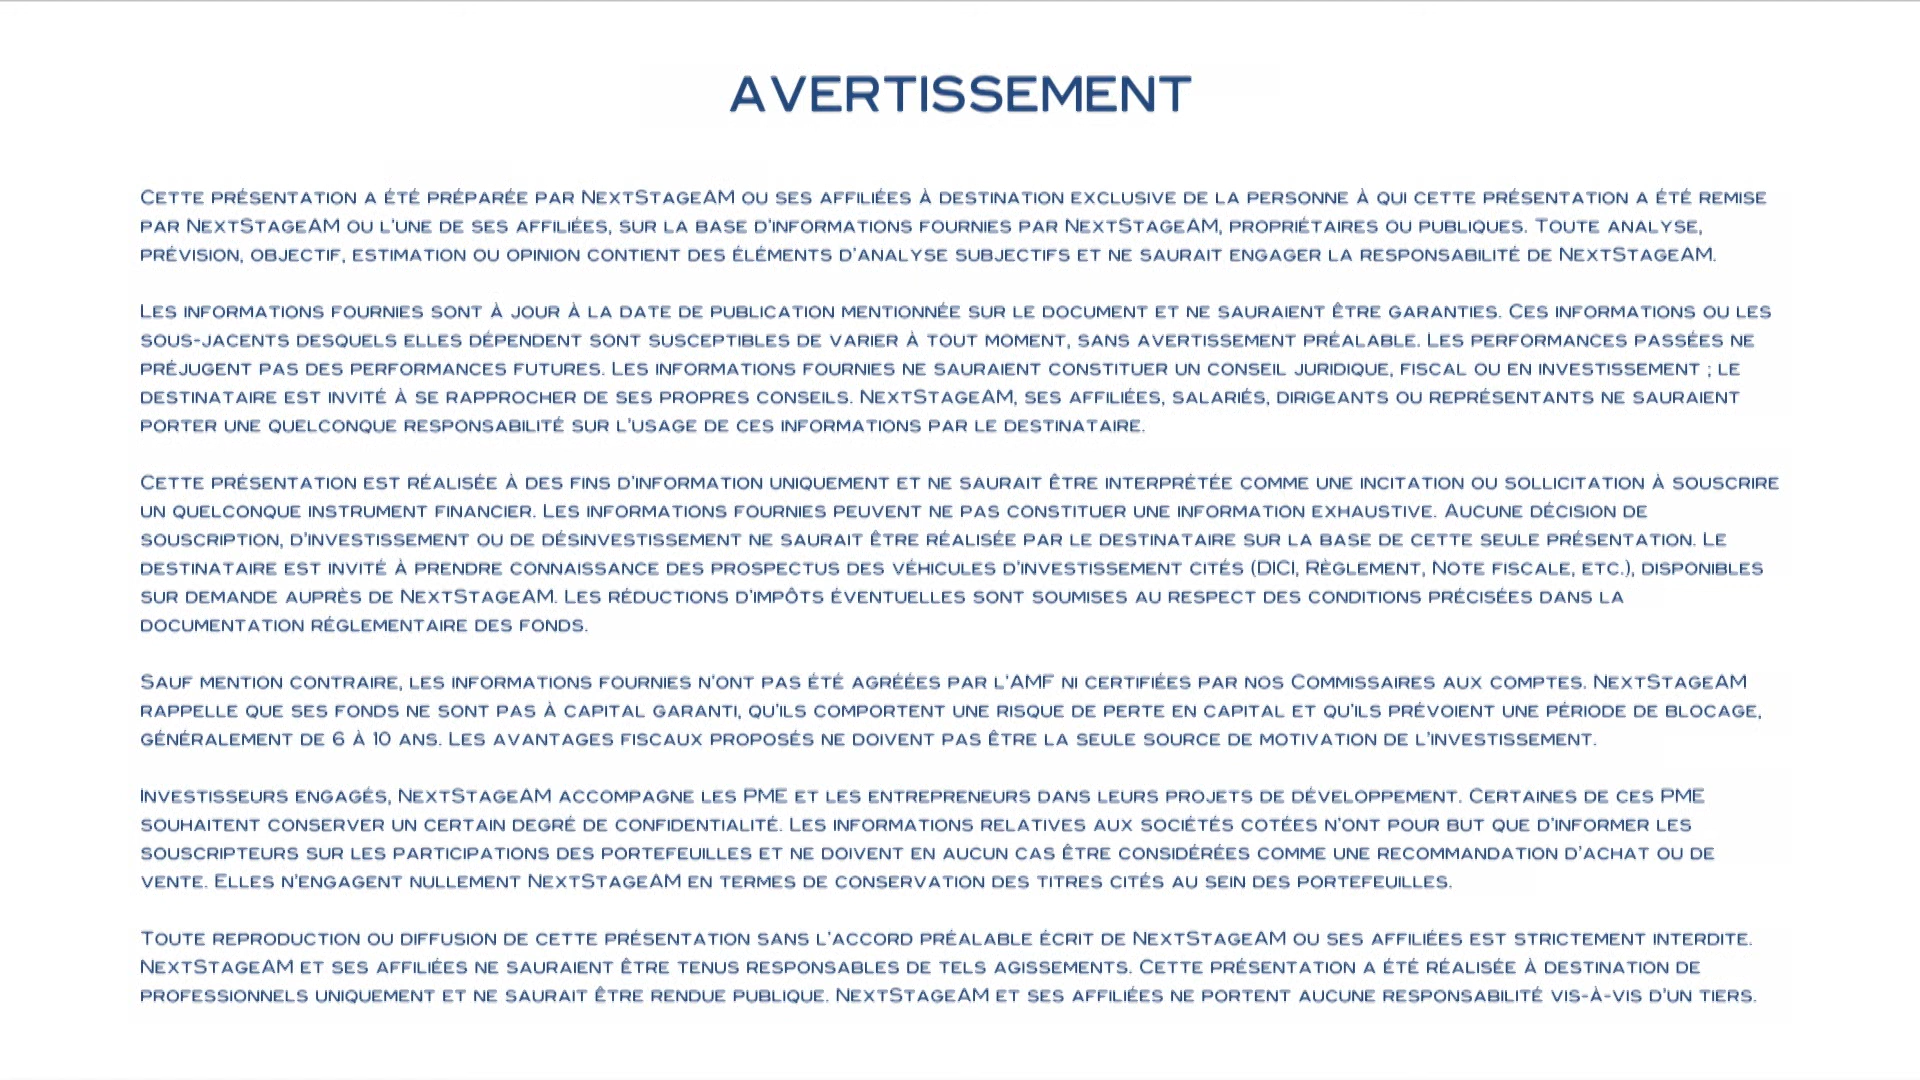 AVERTISSEMENT
Cette présentation a été préparée par NextStageAM ou ses affiliées à destination exclusive de la personne à qui cette présentation a été remise
par NextStageAM ou l'une de ses affiliées, sur la base d'informations fournies par NextStageAM, propriétaires ou publiques. Toute analyse,
prévision, objectif, estimation ou opinion contient des éléments d'analyse subjectifs et ne saurait engager la responsabilité de NextStageAM.
Les informations fournies sont à jour à la date de publication mentionnée sur le document et ne sauraient être garanties. Ces informations ou les
sous-jacents desquels elles dépendent sont susceptibles de varier à tout moment, sans avertissement préalable. Les performances passées ne
préjugent pas des performances futures. Les informations fournies ne sauraient constituer un conseil juridique, fiscal ou en investissement ; le
destinataire est invité à se rapprocher de ses propres conseils. NextStageAM, ses affiliées, salariés, dirigeants ou représentants ne sauraient
porter une quelconque responsabilité sur l'usage de ces informations par le destinataire.
Cette présentation est réalisée à des fins d'information uniquement et ne saurait être interprétée comme une incitation ou sollicitation à souscrire
un quelconque instrument financier. Les informations fournies peuvent ne pas constituer une information exhaustive. Aucune décision de
souscription, d'investissement ou de désinvestissement ne saurait être réalisée par le destinataire sur la base de cette seule présentation. Le
destinataire est invité à prendre connaissance des prospectus des véhicules d'investissement cités (DICI, Règlement, Note fiscale, etc.), disponibles
sur demande auprès de NextStageAM. Les réductions d'impôts éventuelles sont soumises au respect des conditions précisées dans la
documentation réglementaire des fonds.
Sauf mention contraire, les informations fournies n'ont pas été agréées par l'AMF ni certifiées par nos Commissaires aux comptes. NextStageAM
rappelle que ses fonds ne sont pas à capital garanti, qu'ils comportent une risque de perte en capital et qu'ils prévoient une période de blocage,
généralement de 6 à 10 ans. Les avantages fiscaux proposés ne doivent pas être la seule source de motivation de l'investissement.
Investisseurs engagés, NextStageAM accompagne les PME et les entrepreneurs dans leurs projets de développement. Certaines de ces PME
souhaitent conserver un certain degré de confidentialité. Les informations relatives aux sociétés cotées n'ont pour but que d'informer les
souscripteurs sur les participations des portefeuilles et ne doivent en aucun cas être considérées comme une recommandation d'achat ou de
vente. Elles n'engagent nullement NextStageAM en termes de conservation des titres cités au sein des portefeuilles.
Toute reproduction ou diffusion de cette présentation sans l'accord préalable écrit de NextStageAM ou ses affiliées est strictement interdite.
NextStageAM et ses affiliées ne sauraient être tenus responsables de tels agissements. Cette présentation a été réalisée à destination de
professionnels uniquement et ne saurait être rendue publique. NextStageAM et ses affiliées ne portent aucune responsabilité vis-à-vis d'un tiers.